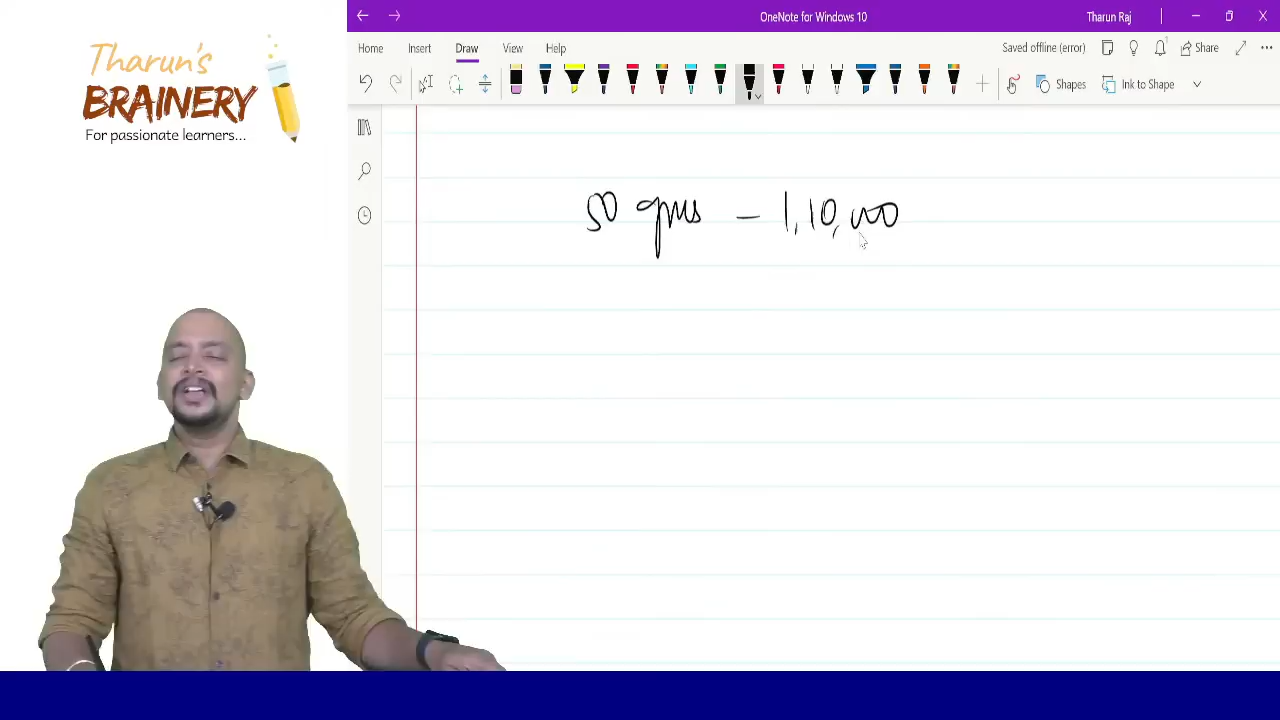 Tharun's
BRAINERY
For passionate learners...
OneNote for Windows 10
Tharun Raj
Home Insert Draw View Help
Saved offline (error)
Share
Shapes
Ink to Shape
50 gms – 1,10,000